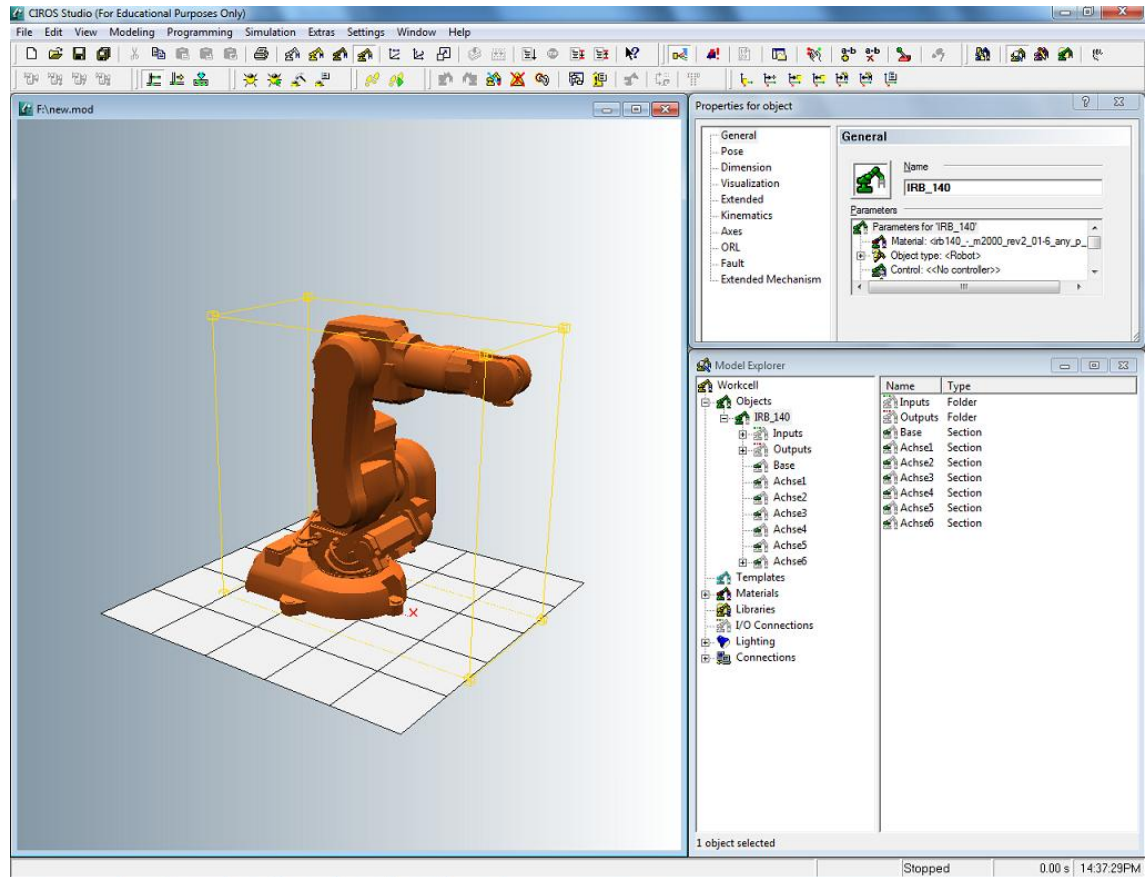 CIROS Studio (For Educational Purposes Only)
File Edit View Modeling Programming Simulation Extras Settings Window Help
F:\new.mod
Properties for object
General
Pose
Dimension
Visualization
Extended
Kinematics
Axes
ORL
Fault
Extended Mechanism
General
Name
IRB_140
Parameters
Parameters for 'IRB_140'
Material: <irb140_-_m2000_rev2_01-6_any_p_
Object type: <Robot>
Control: <<No controller>>
Model Explorer
Workcell
Objects
IRB_140
Inputs
Outputs
Base
Achse1
Achse2
Achse3
Achse4
Achse5
Achse6
Templates
Materials
Libraries
I/O Connections
Lighting
Connections
Name Type
Inputs Folder
Outputs Folder
Base Section
Achse1 Section
Achse2 Section
Achse3 Section
Achse4 Section
Achse5 Section
Achse6 Section
1 object selected
Stopped 0.00 s 14:37:29PM